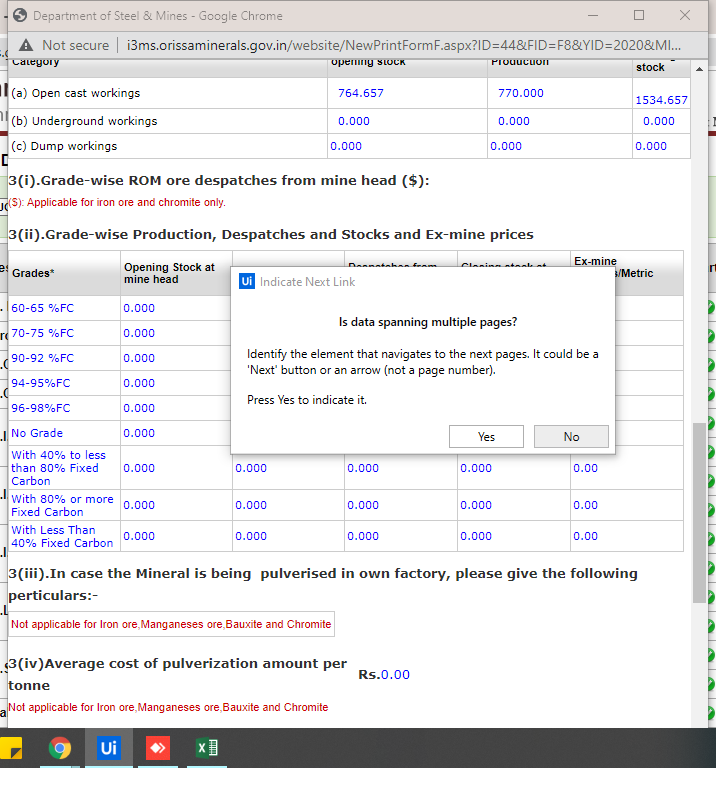 Department of Steel & Mines - Google Chrome
Not secure | i3ms.orissaminerals.gov.in/website/NewPrintFormF.aspx?ID=44&FID=F8&YID=2020&MI...
Category opening stock Production stock
(a) Open cast workings 764.657 770.000 1534.657
(b) Underground workings 0.000 0.000 0.000
(c) Dump workings 0.000 0.000 0.000
3(i).Grade-wise ROM ore despatches from mine head ($):
($): Applicable for iron ore and chromite only.
3(ii).Grade-wise Production, Despatches and Stocks and Ex-mine prices
Grades* Opening Stock at Despatches from Closing stock at Ex-mine
mine head /Metric
Ui Indicate Next Link
Is data spanning multiple pages?
Identify the element that navigates to the next pages. It could be a
'Next' button or an arrow (not a page number).
Press Yes to indicate it.
Yes No
60-65 %FC 0.000
70-75 %FC 0.000
90-92 %FC 0.000
94-95%FC 0.000
96-98%FC 0.000
No Grade 0.000
With 40% to less
than 80% Fixed 0.000 0.000 0.000 0.000 0.00
Carbon
With 80% or more 0.000 0.000 0.000 0.000 0.00
Fixed Carbon
With Less Than 0.000 0.000 0.000 0.000 0.00
40% Fixed Carbon
3(iii).In case the Mineral is being pulverised in own factory, please give the following
perticulars:-
Not applicable for Iron ore,Manganeses ore,Bauxite and Chromite
3(iv)Average cost of pulverization amount per Rs.0.00
tonne
Not applicable for Iron ore,Manganeses ore,Bauxite and Chromite
Ui